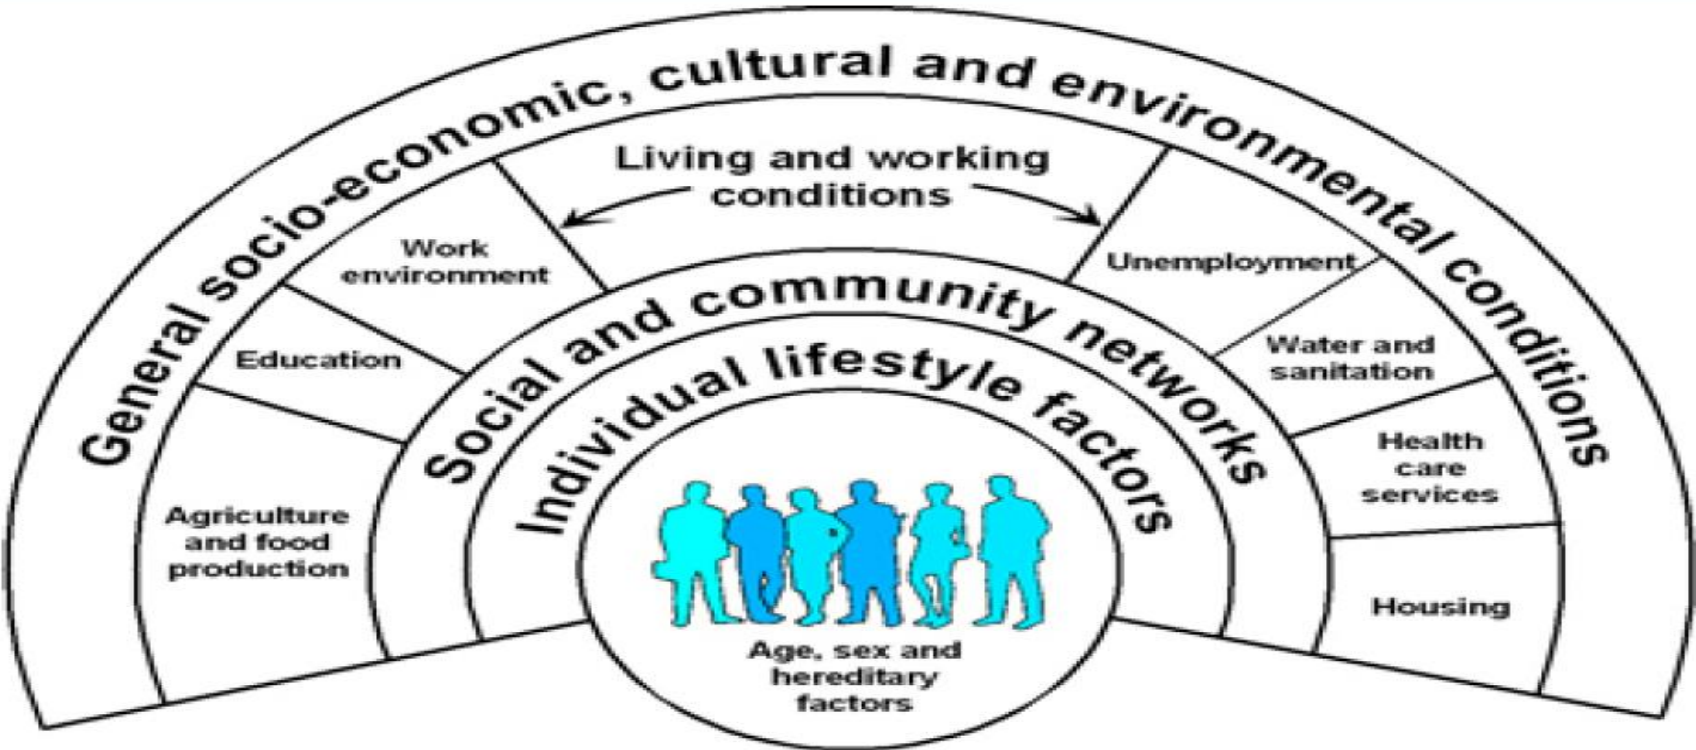 General socio-economic, cultural and environmental conditions
Living and working
conditions
Work
environment
Education
Agriculture
and food
production
Unemployment
Water and
sanitation
Health
care
services
Housing
Social and community networks
Individual lifestyle factors
Age, sex and
hereditary
factors